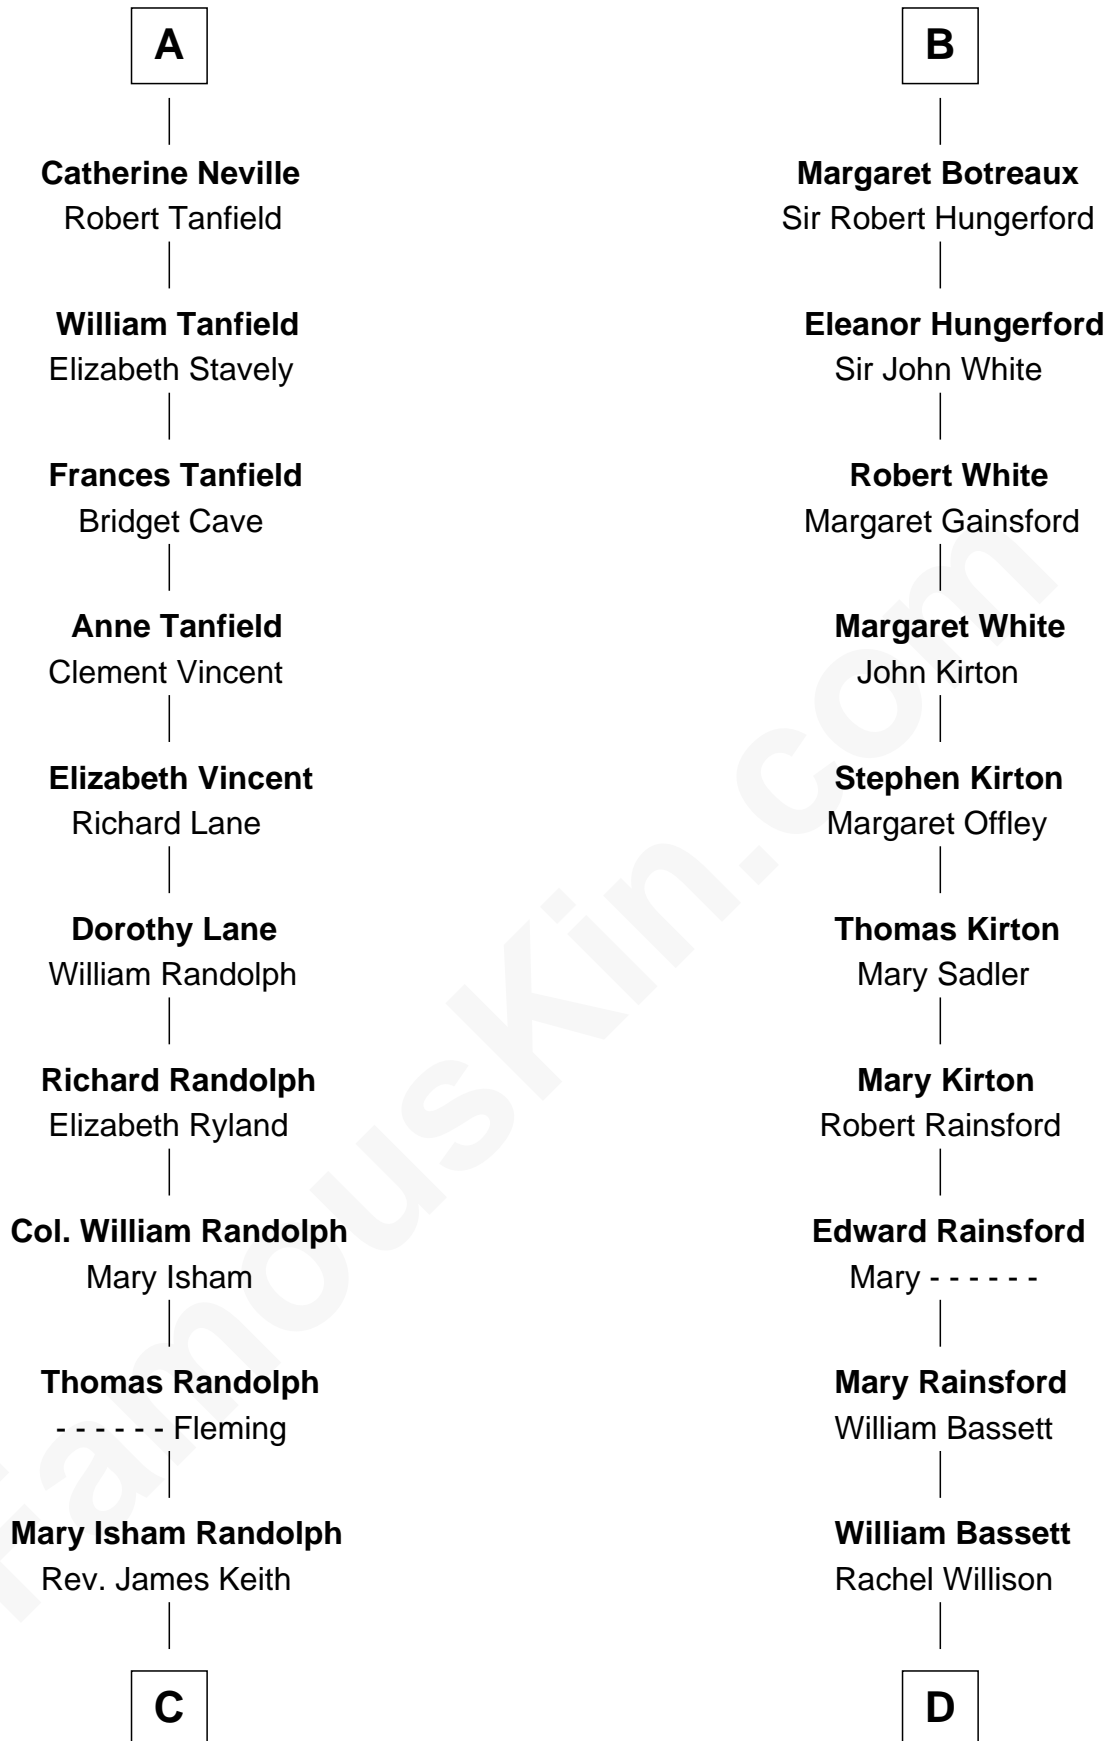 A
Catherine Neville
Robert Tanfield
William Tanfield
Elizabeth Stavely
Frances Tanfield
Bridget Cave
Anne Tanfield
Clement Vincent
Elizabeth Vincent
Richard Lane
Dorothy Lane
William Randolph
Richard Randolph
Elizabeth Ryland
Col. William Randolph
Mary Isham
Thomas Randolph
- - - - - - Fleming
Mary Isham Randolph
Rev. James Keith
C
B
Margaret Botreaux
Sir Robert Hungerford
Eleanor Hungerford
Sir John White
Robert White
Margaret Gainsford
Margaret White
John Kirton
Stephen Kirton
Margaret Offley
Thomas Kirton
Mary Sadler
Mary Kirton
Robert Rainsford
Edward Rainsford
Mary - - - - - -
Mary Rainsford
William Bassett
William Bassett
Rachel Willison
D
FamousKin.com